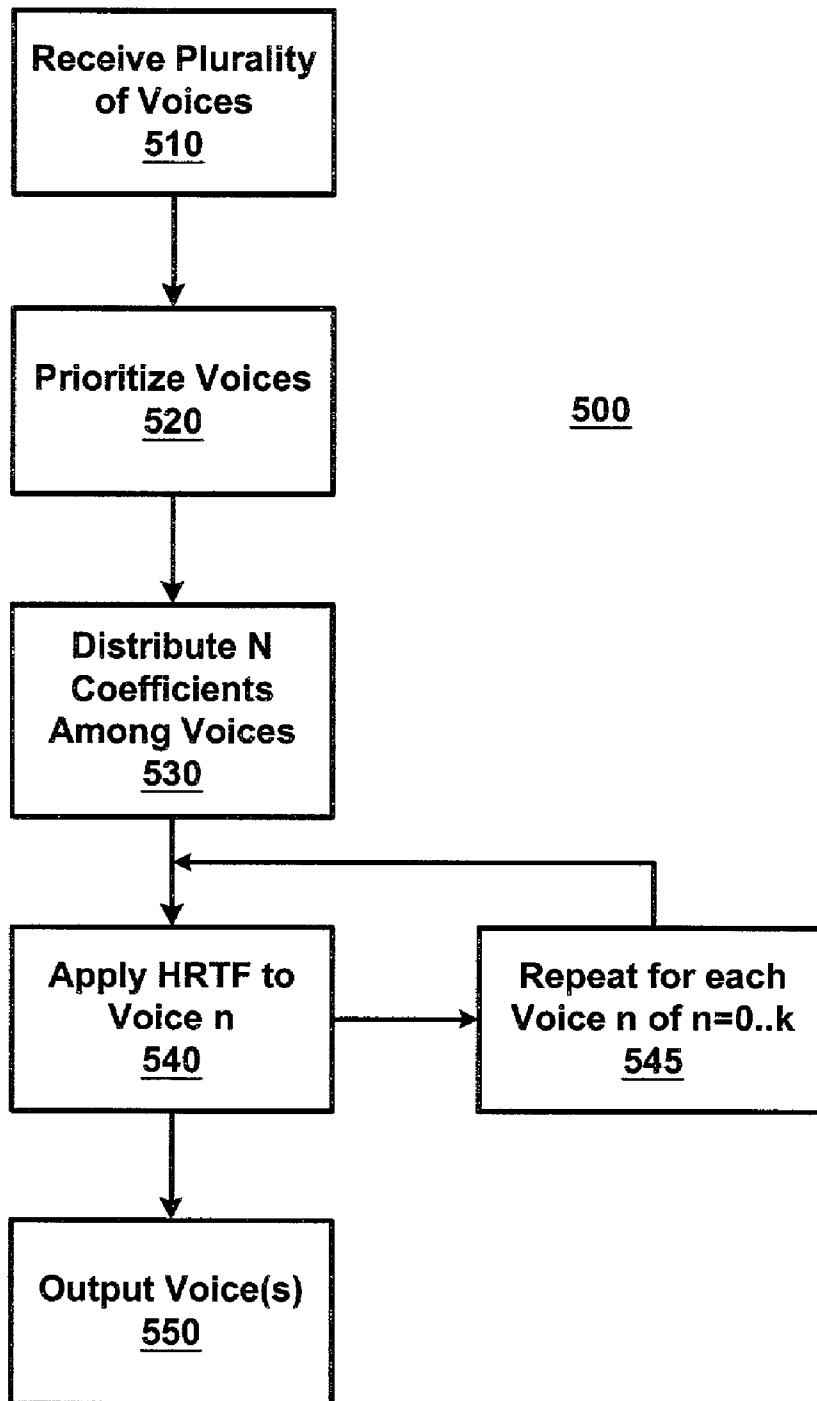 Receive Plurality
of Voices
510
Prioritize Voices
520
500
Distribute N
Coefficients
Among Voices
530
Apply HRTF to
Voice n
540
Repeat for each
Voice n of n=0..k
545
Output Voice(s)
550